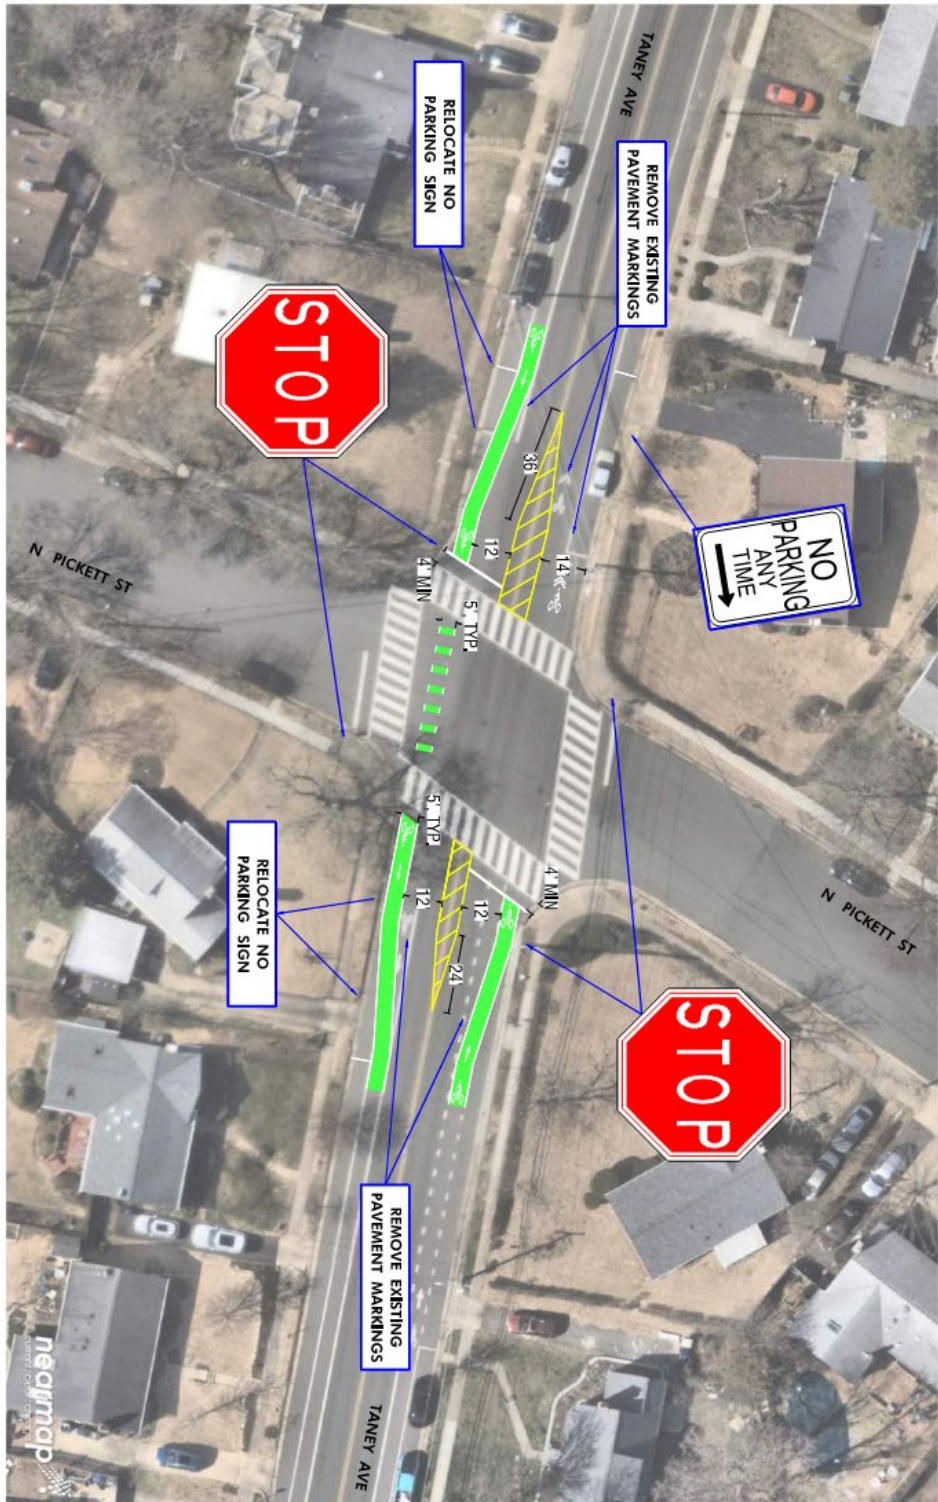 TANEY AVE
RELOCATE NO
PARKING SIGN
REMOVE EXISTING
PAVEMENT MARKINGS
STOP
36'
12'
14'
NO
PARKING
ANY
TIME
N PICKETT ST
4' MIN
5', TYP.
5', TYP.
12'
12'
24'
4' MIN
N PICKETT ST
RELOCATE NO
PARKING SIGN
STOP
REMOVE EXISTING
PAVEMENT MARKINGS
TANEY AVE
nearmap